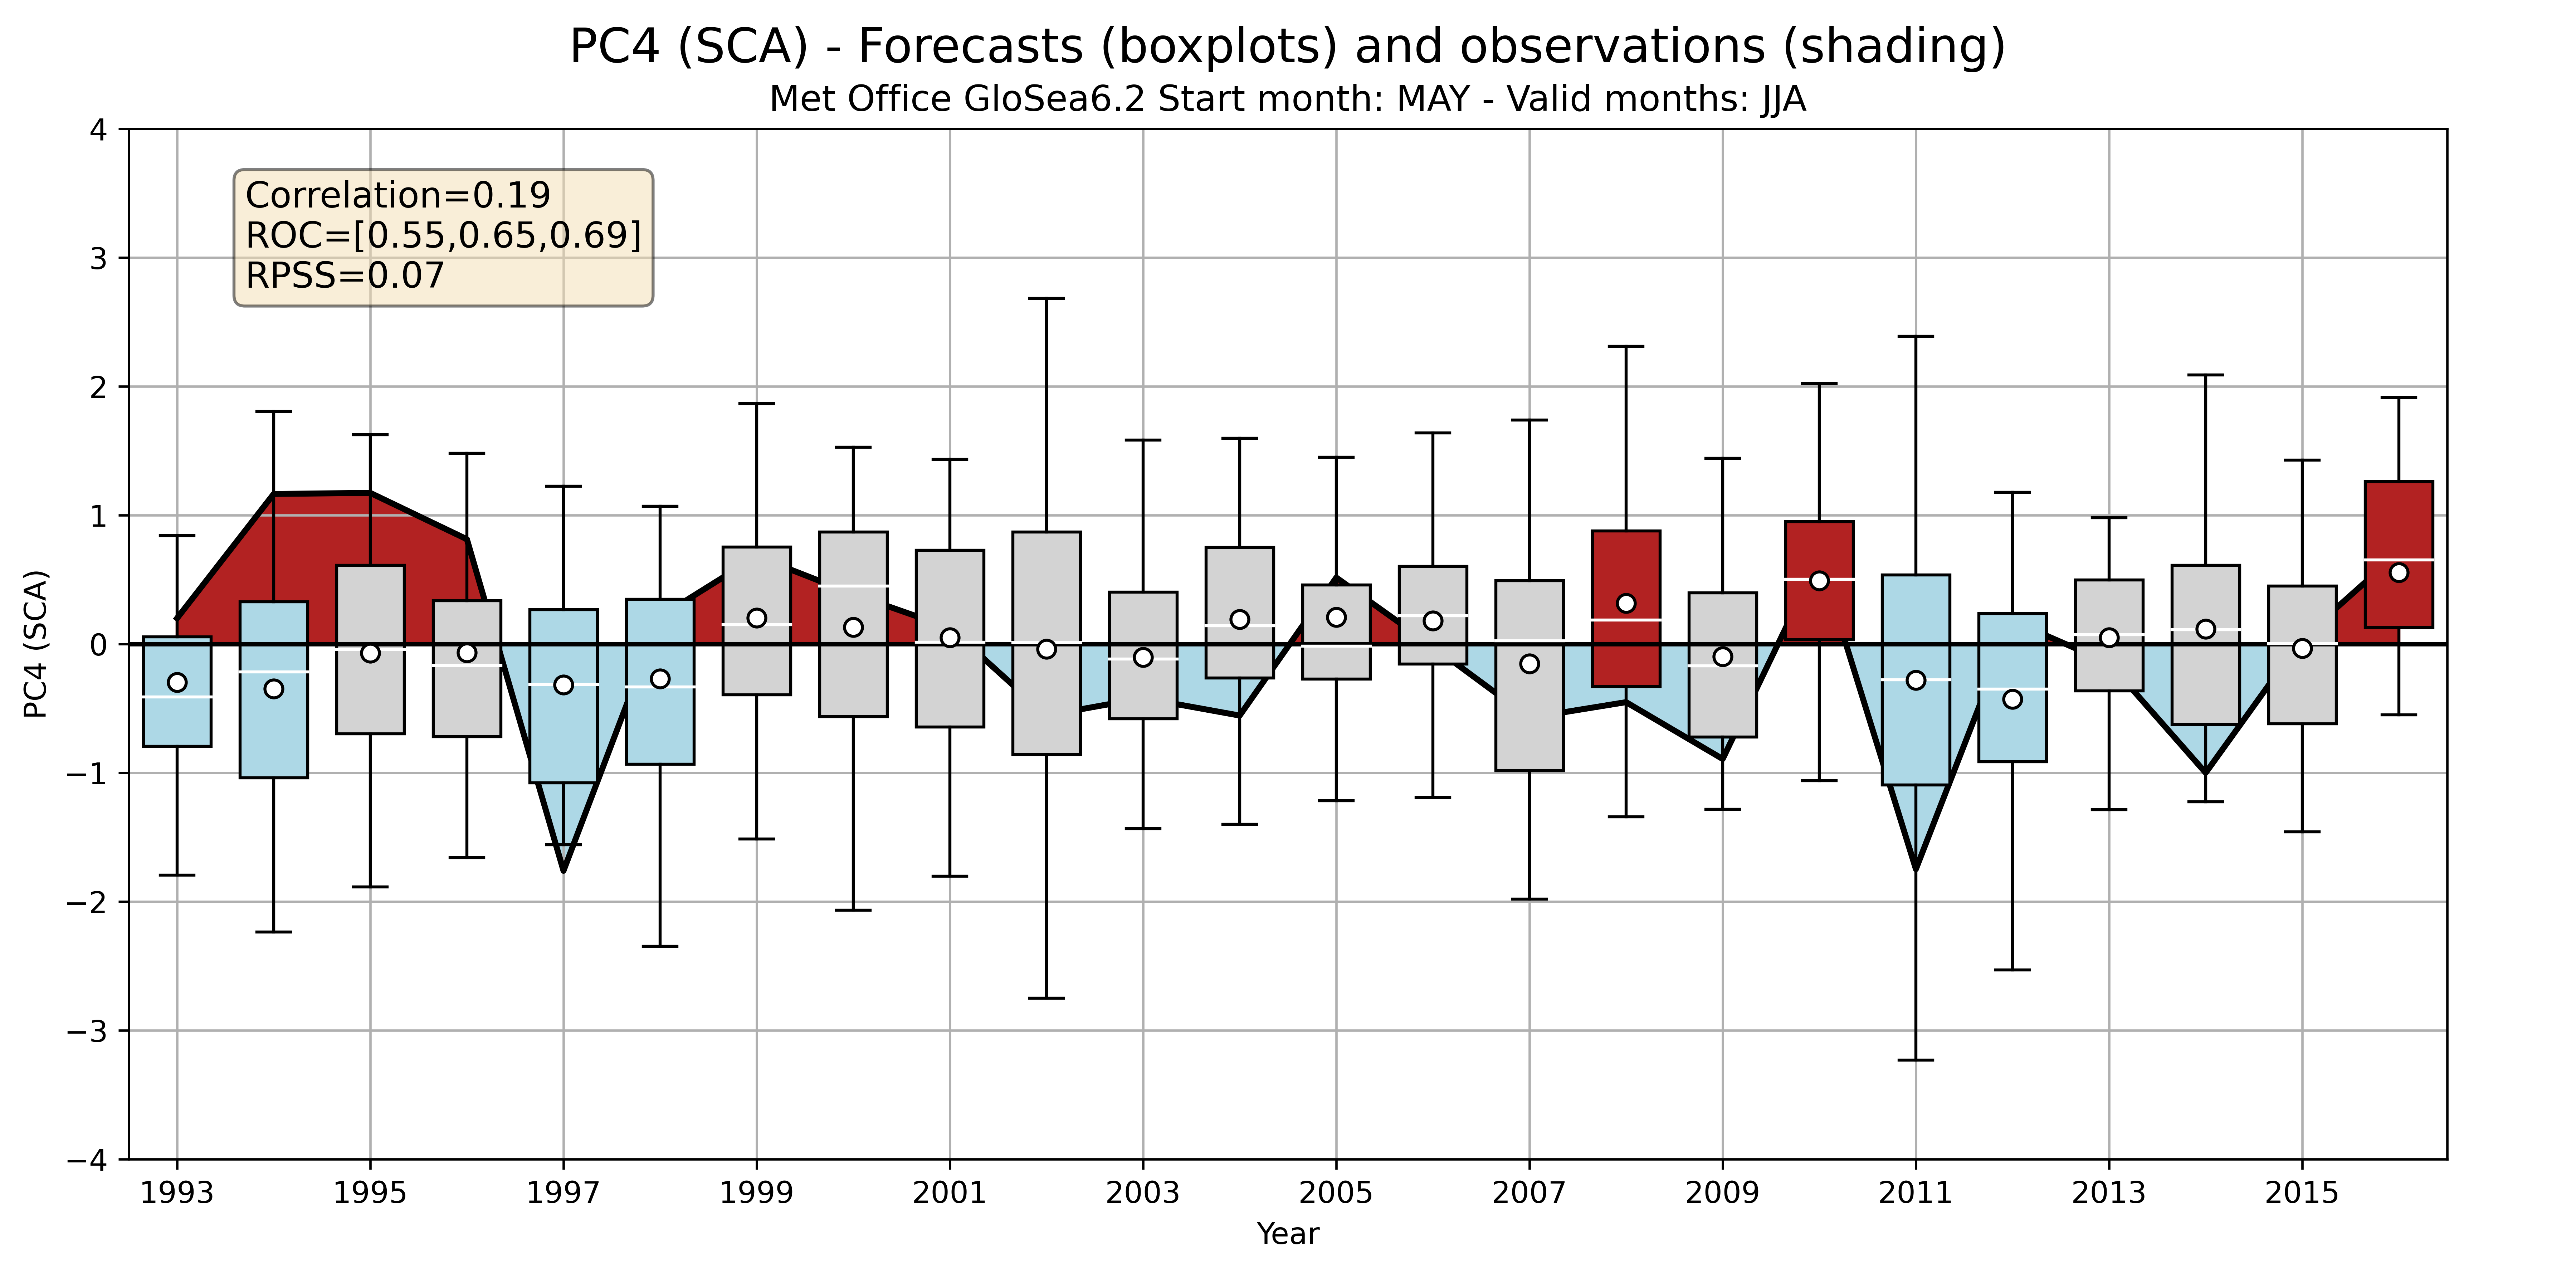 PC4 (SCA) - Forecasts (boxplots) and observations (shading)
Met Office GloSea6.2 Start month: MAY - Valid months: JJA
Correlation=0.19
ROC=[0.55,0.65,0.69]
RPSS=0.07
PC4 (SCA)
4
3
2
1
0
−1
−2
−3
−4
1993 1995 1997 1999 2001 2003 2005 2007 2009 2011 2013 2015
Year